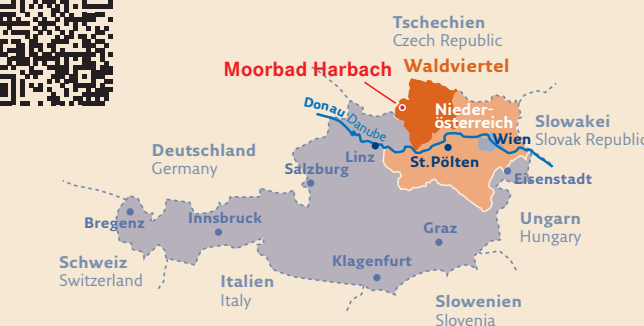 Tschechien
Czech Republic
Moorbad Harbach
Waldviertel
Donau Danube
Nieder-
österreich
Slowakei
Slovak Republic
Wien
Deutschland
Germany
Linz
St.Pölten
Salzburg
Eisenstadt
Bregenz
Innsbruck
Graz
Ungarn
Hungary
Schweiz
Switzerland
Klagenfurt
Italien
Italy
Slowenien
Slovenia